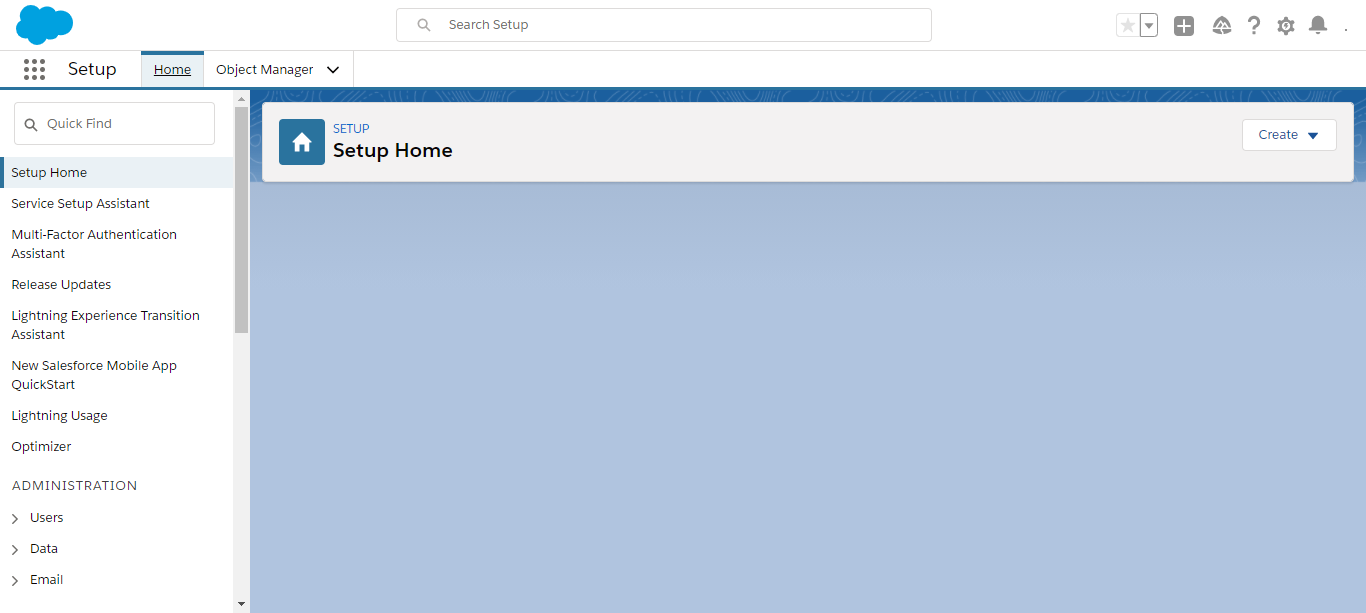 Search Setup
Setup
Home
Object Manager
Quick Find
Setup Home
Service Setup Assistant
Multi-Factor Authentication
Assistant
Release Updates
Lightning Experience Transition
Assistant
New Salesforce Mobile App
QuickStart
Lightning Usage
Optimizer
ADMINISTRATION
Users
Data
Email
SETUP
Setup Home
Create